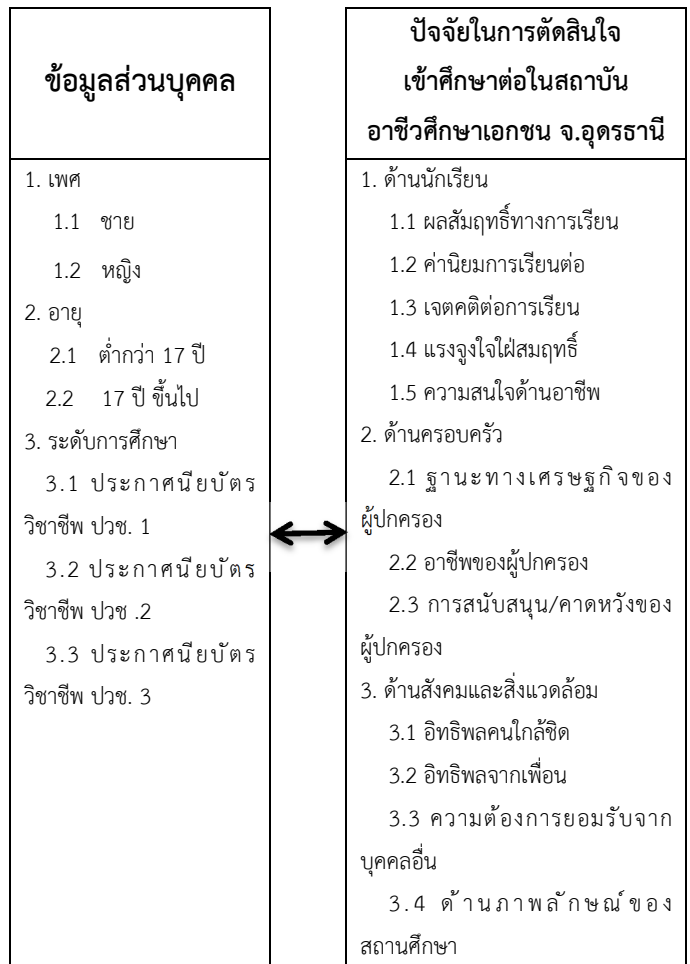 ข้อมูลส่วนบุคคล
1. เพศ
1.1 ชาย
1.2 หญิง
2. อายุ
2.1 ต่ำกว่า 17 ปี
2.2 17 ปี ขึ้นไป
3. ระดับการศึกษา
3.1 ประกาศนียบัตร
วิชาชีพ ปวช. 1
3.2 ประกาศนียบัตร
วิชาชีพ ปวช .2
3.3 ประกาศนียบัตร
วิชาชีพ ปวช. 3
ปัจจัยในการตัดสินใจ
เข้าศึกษาต่อในสถาบัน
อาชีวศึกษาเอกชน จ.อุดรธานี
1. ด้านนักเรียน
1.1 ผลสัมฤทธิ์ทางการเรียน
1.2 ค่านิยมการเรียนต่อ
1.3 เจตคติต่อการเรียน
1.4 แรงจูงใจใฝ่สมฤทธิ์
1.5 ความสนใจด้านอาชีพ
2. ด้านครอบครัว
2.1 ฐานะทางเศรษฐกิจของ
ผู้ปกครอง
2.2 อาชีพของผู้ปกครอง
2.3 การสนับสนุน/คาดหวังของ
ผู้ปกครอง
3. ด้านสังคมและสิ่งแวดล้อม
3.1 อิทธิพลคนใกล้ชิด
3.2 อิทธิพลจากเพื่อน
3.3 ความต้องการยอมรับจาก
บุคคลอื่น
3.4 ด้านภาพลักษณ์ของ
สถานศึกษา